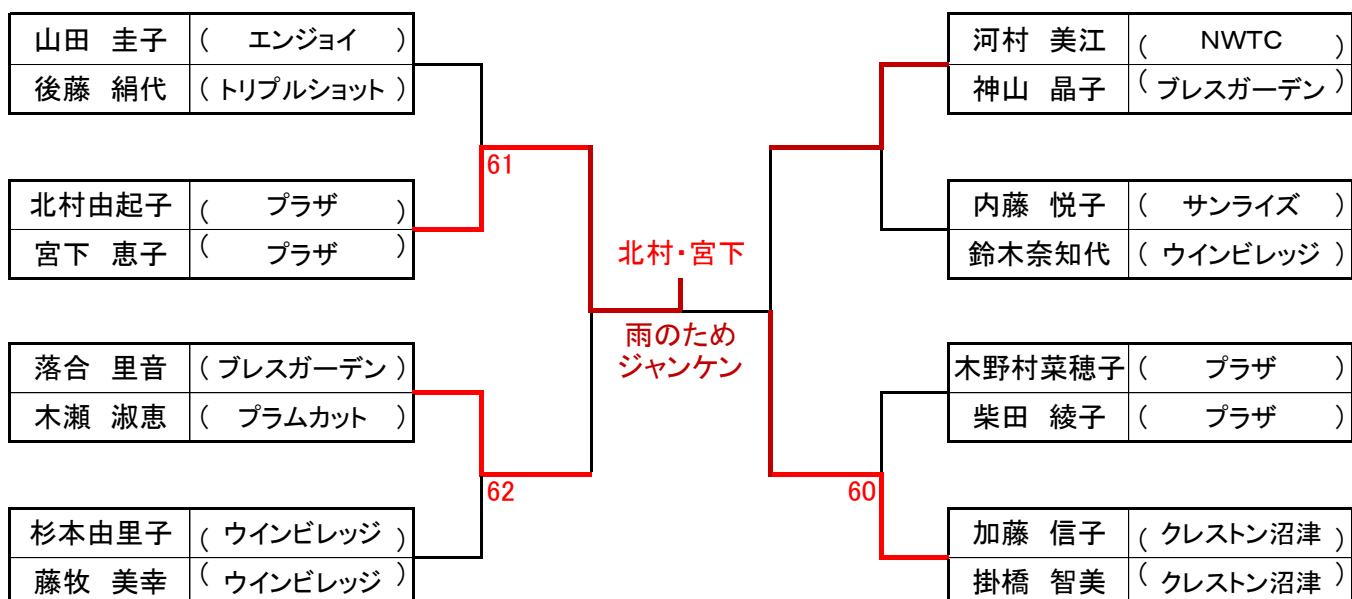 山田 圭子 ( エンジョイ )
後藤 絹代 ( トリプルショット )
61
北村由起子 ( プラザ )
宮下 恵子 ( プラザ )
落合 里音 ( ブレスガーデン )
木瀬 淑恵 ( プラムカット )
62
杉本由里子 ( ウインビレッジ )
藤牧 美幸 ( ウインビレッジ )
北村・宮下
雨のため
ジャンケン
河村 美江 ( NWTC )
神山 晶子 ( ブレスガーデン )
内藤 悦子 ( サンライズ )
鈴木奈知代 ( ウインビレッジ )
木野村菜穂子 ( プラザ )
柴田 綾子 ( プラザ )
60
加藤 信子 ( クレストン沼津 )
掛橋 智美 ( クレストン沼津 )